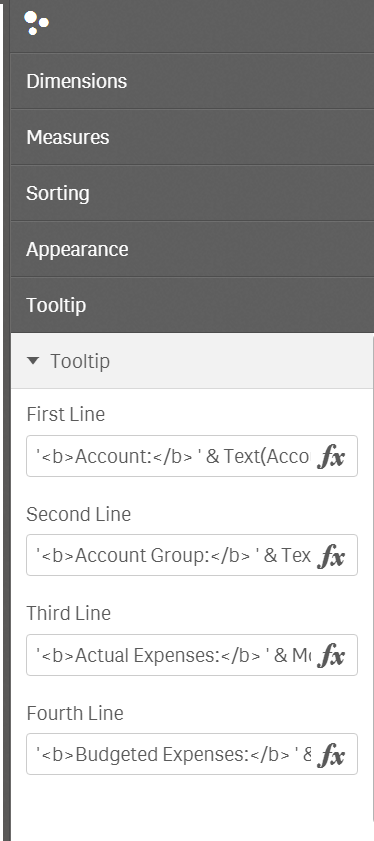 Dimensions
Measures
Sorting
Appearance
Tooltip
Tooltip
First Line
'<b>Account:</b> ' & Text(Acco fx
Second Line
'<b>Account Group:</b> ' & Tex fx
Third Line
'<b>Actual Expenses:</b> ' & Mo fx
Fourth Line
'<b>Budgeted Expenses:</b> ' & fx